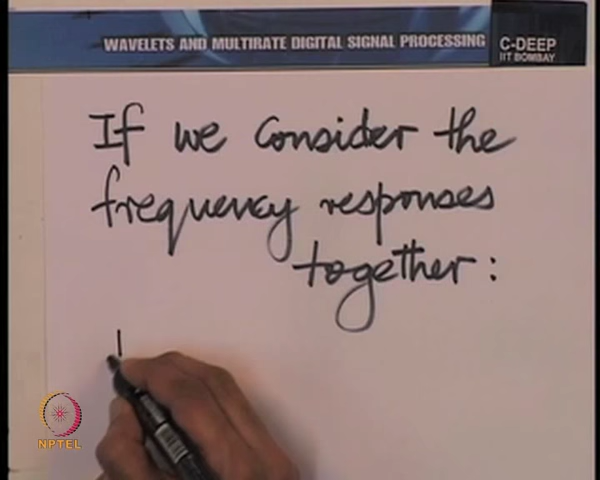 WAVELETS AND MULTIRATE DIGITAL SIGNAL PROCESSING
C-DEEP
IIT BOMBAY
If we consider the
frequency responses
together:
NPTEL